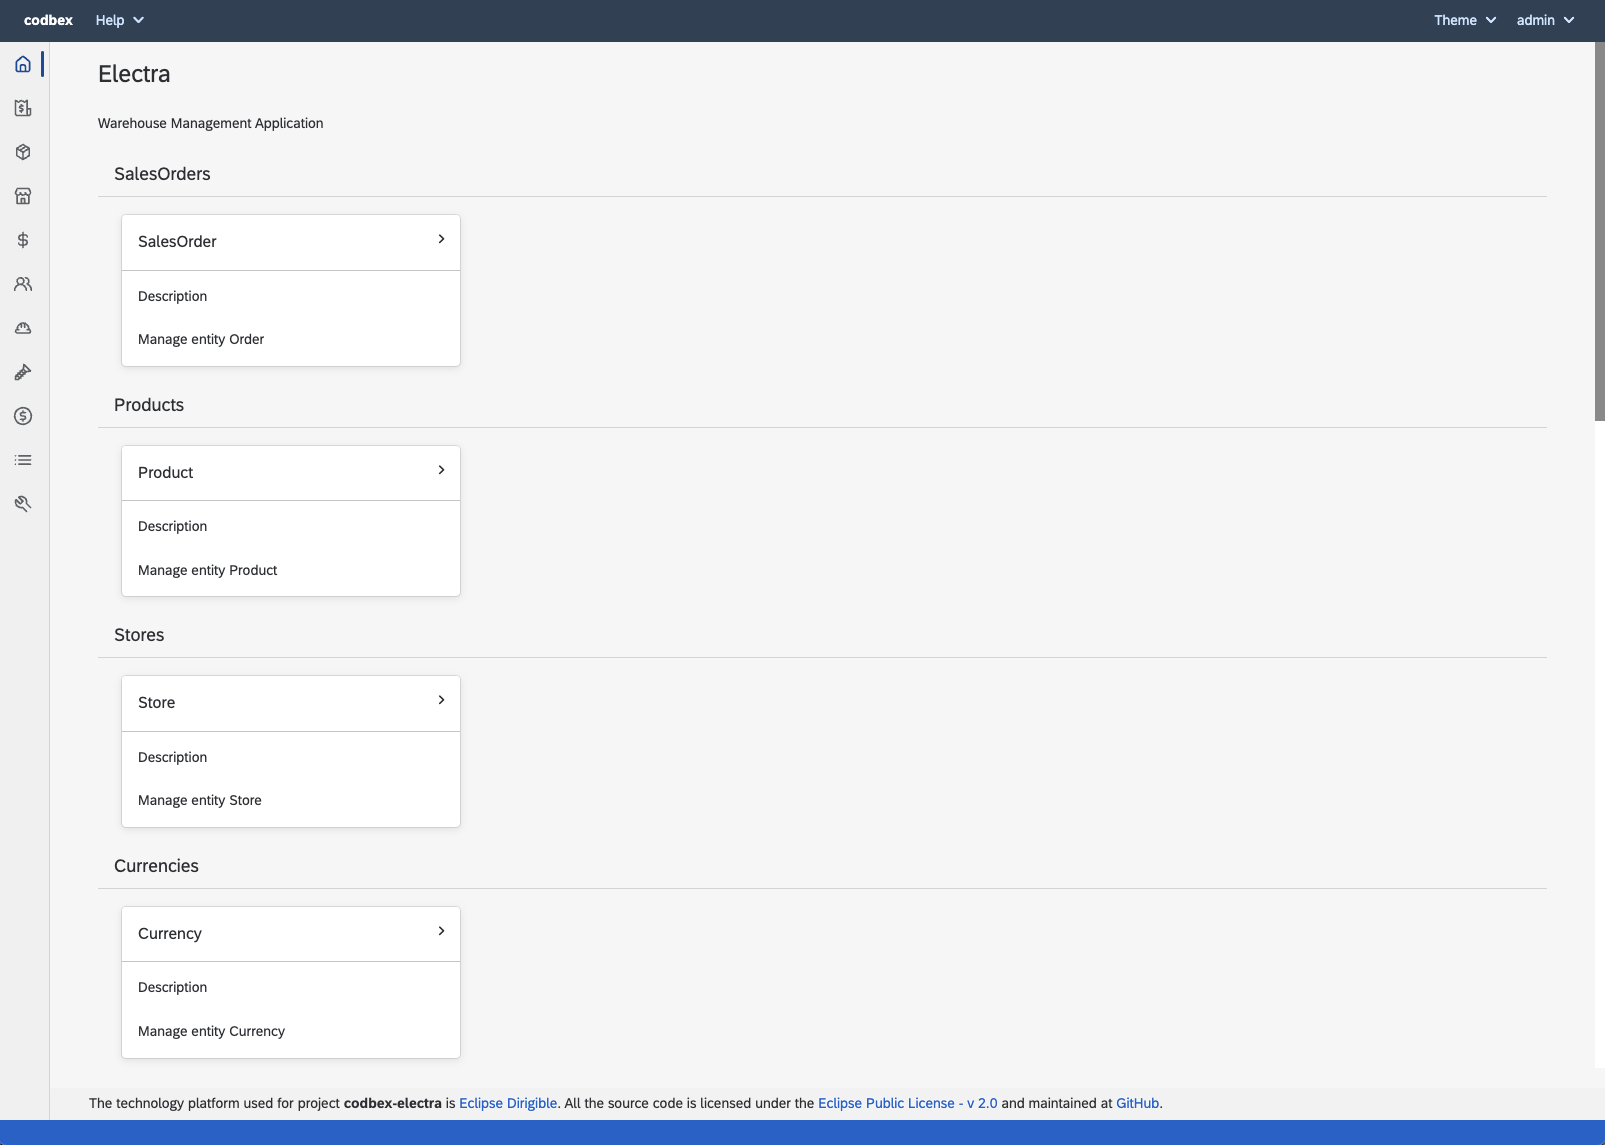 codbex Help Theme admin
Electra
Warehouse Management Application
SalesOrders
SalesOrder
Description
Manage entity Order
Products
Product
Description
Manage entity Product
Stores
Store
Description
Manage entity Store
Currencies
Currency
Description
Manage entity Currency
The technology platform used for project codbex-electra is Eclipse Dirigible. All the source code is licensed under the Eclipse Public License - v 2.0 and maintained at GitHub.